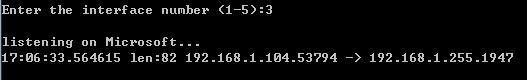 Enter the interface number (1-5):3
listening on Microsoft...
17:06:33.564615 len:82 192.168.1.104.53794 -> 192.168.1.255.1947